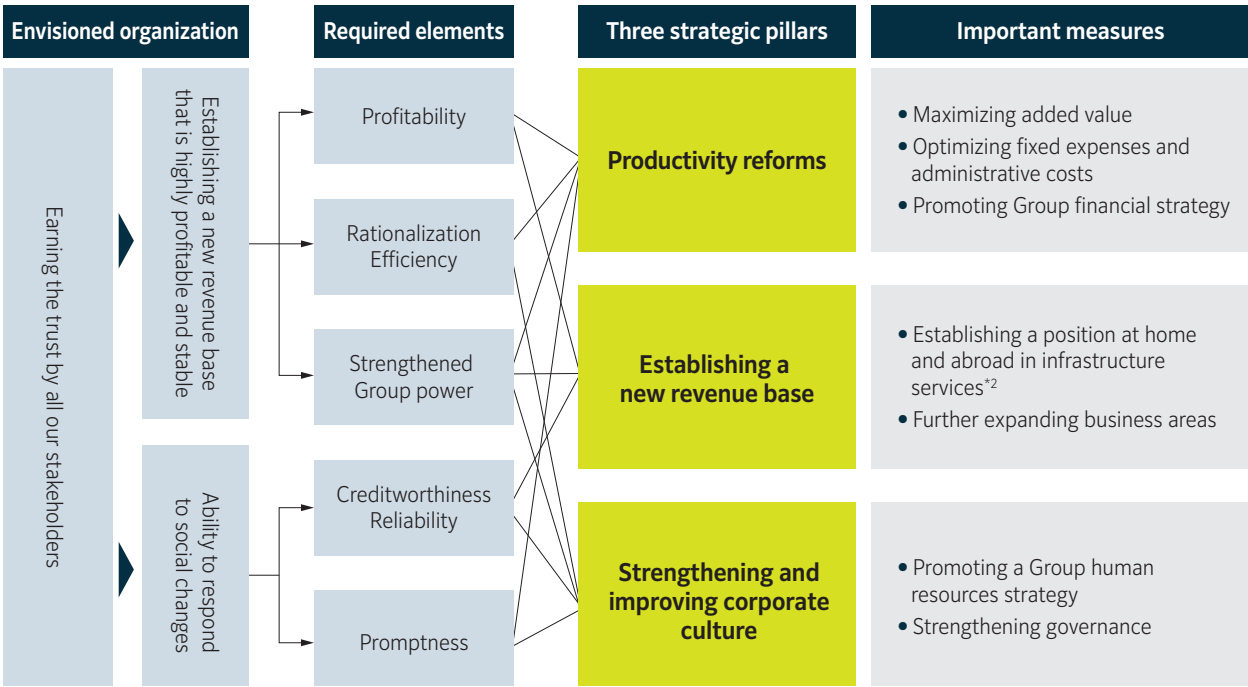 Envisioned organization
Required elements
Three strategic pillars
Important measures
Earning the trust by all our stakeholders
Establishing a new revenue base
that is highly profitable and stable
Ability to respond
to social changes
Profitability
Rationalization
Efficiency
Strengthened
Group power
Creditworthiness
Reliability
Promptness
Productivity reforms
Establishing a
new revenue base
Strengthening and
improving corporate
culture
• Maximizing added value
• Optimizing fixed expenses and
administrative costs
• Promoting Group financial strategy
• Establishing a position at home
and abroad in infrastructure
services*2
• Further expanding business areas
• Promoting a Group human
resources strategy
• Strengthening governance